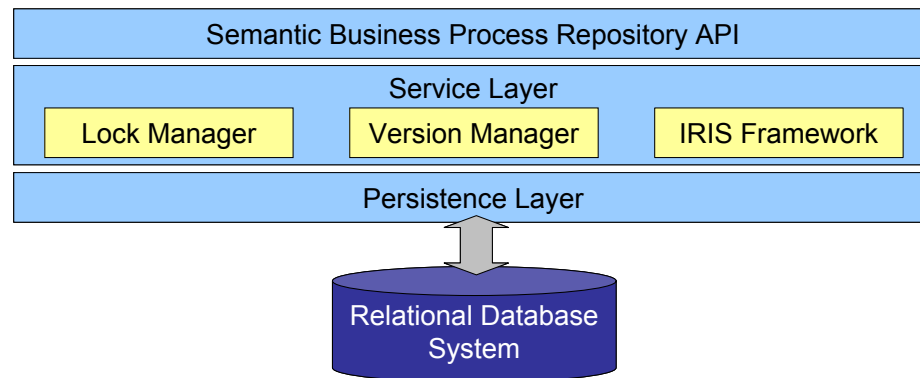 Semantic Business Process Repository API
Service Layer
Lock Manager
Version Manager
IRIS Framework
Persistence Layer
Relational Database
System